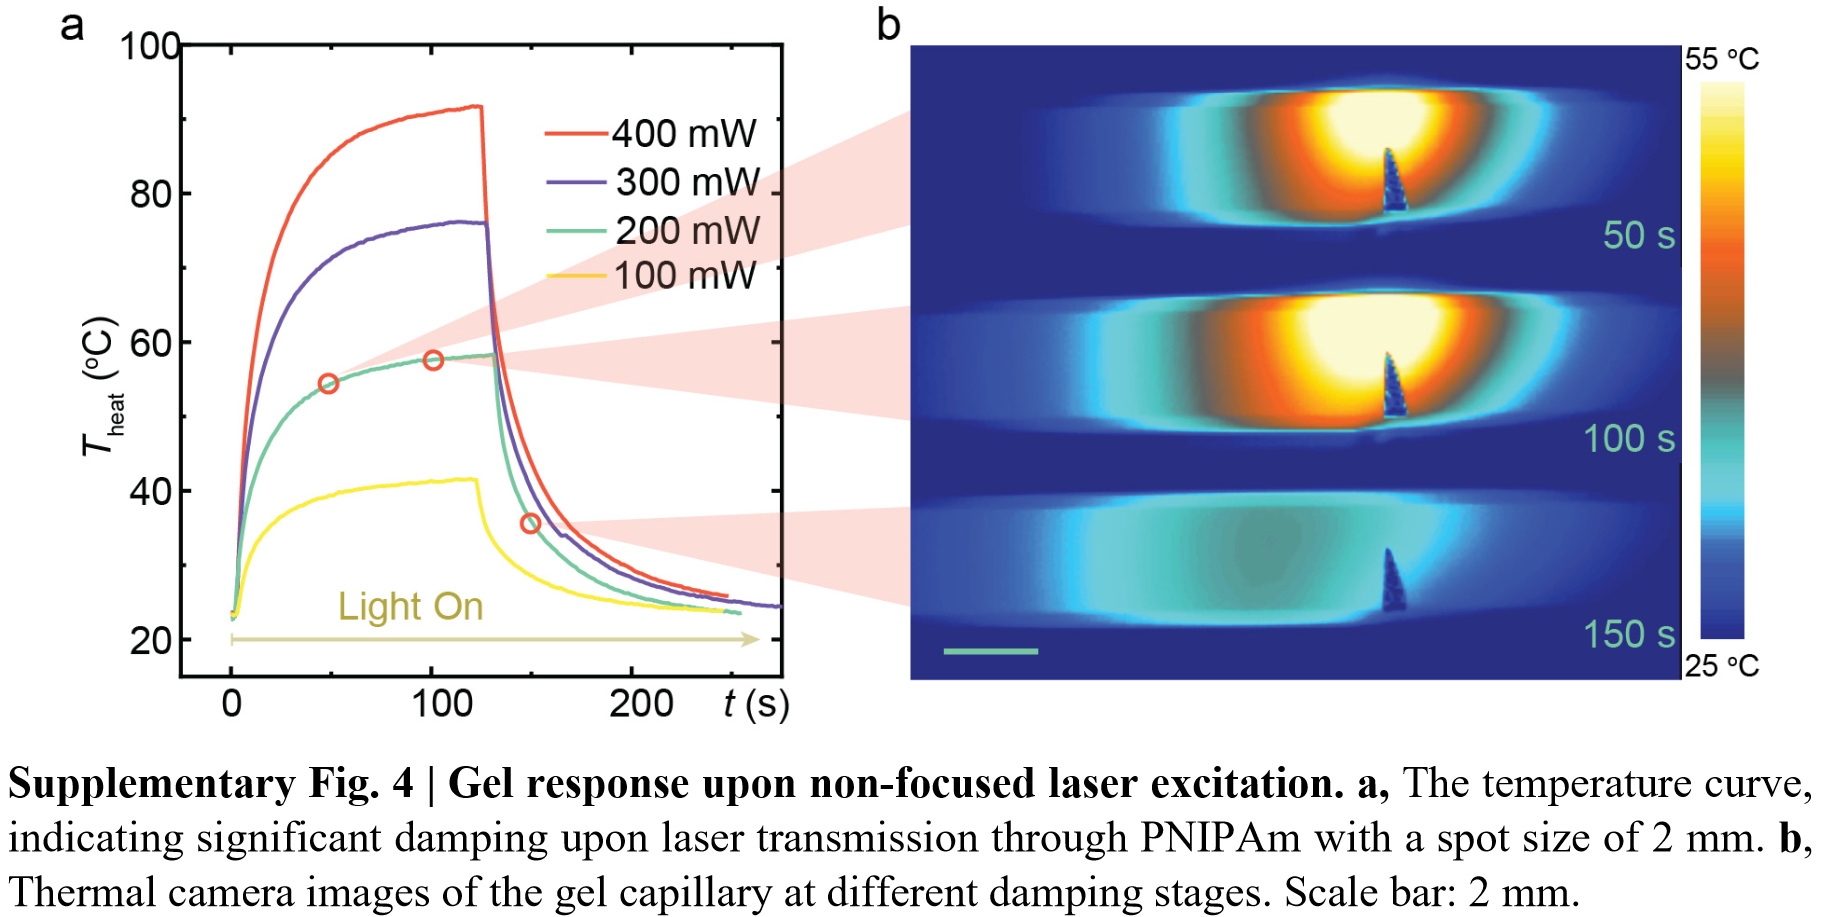 a
b
100
80
60
40
20
T heat (ºC)
400 mW
300 mW
200 mW
100 mW
Light On
0
100
200
t (s)
50 s
100 s
150 s
55 ºC
25 ºC
Supplementary Fig. 4 | Gel response upon non-focused laser excitation. a, The temperature curve,
indicating significant damping upon laser transmission through PNIPAm with a spot size of 2 mm. b,
Thermal camera images of the gel capillary at different damping stages. Scale bar: 2 mm.